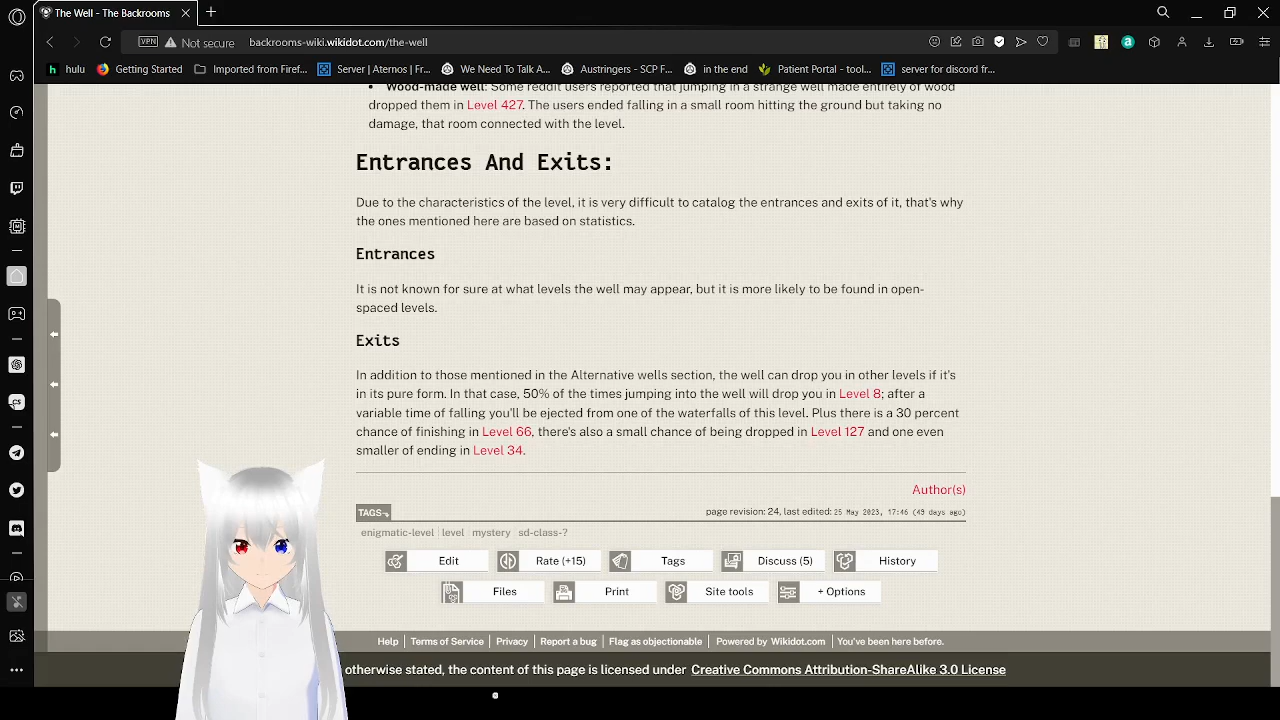 The Well - The Backrooms
VPN Not secure backrooms-wiki.wikidot.com/the-well
hulu Getting Started Imported from Firef... Server | Aternos | Fr... We Need To Talk A... Austringers - SCP F... in the end Patient Portal - tool... server for discord fr...
• Wood-made well: Some reddit users reported that jumping in a strange well made entirely of wood
dropped them in Level 427. The users ended falling in a small room hitting the ground but taking no
damage, that room connected with the level.
Entrances And Exits:
Due to the characteristics of the level, it is very difficult to catalog the entrances and exits of it, that's why
the ones mentioned here are based on statistics.
Entrances
It is not known for sure at what levels the well may appear, but it is more likely to be found in open-
spaced levels.
Exits
In addition to those mentioned in the Alternative wells section, the well can drop you in other levels if it's
in its pure form. In that case, 50% of the times jumping into the well will drop you in Level 8; after a
variable time of falling you'll be ejected from one of the waterfalls of this level. Plus there is a 30 percent
chance of finishing in Level 66, there's also a small chance of being dropped in Level 127 and one even
smaller of ending in Level 34.
Author(s)
TAGS page revision: 24, last edited: 25 May 2023, 17:46 (49 days ago)
enigmatic-level level mystery sd-class-?
Edit Rate (+15) Tags Discuss (5) History
Files Print Site tools + Options
Help | Terms of Service | Privacy | Report a bug | Flag as objectionable | Powered by Wikidot.com | You've been here before.
otherwise stated, the content of this page is licensed under Creative Commons Attribution-ShareAlike 3.0 License